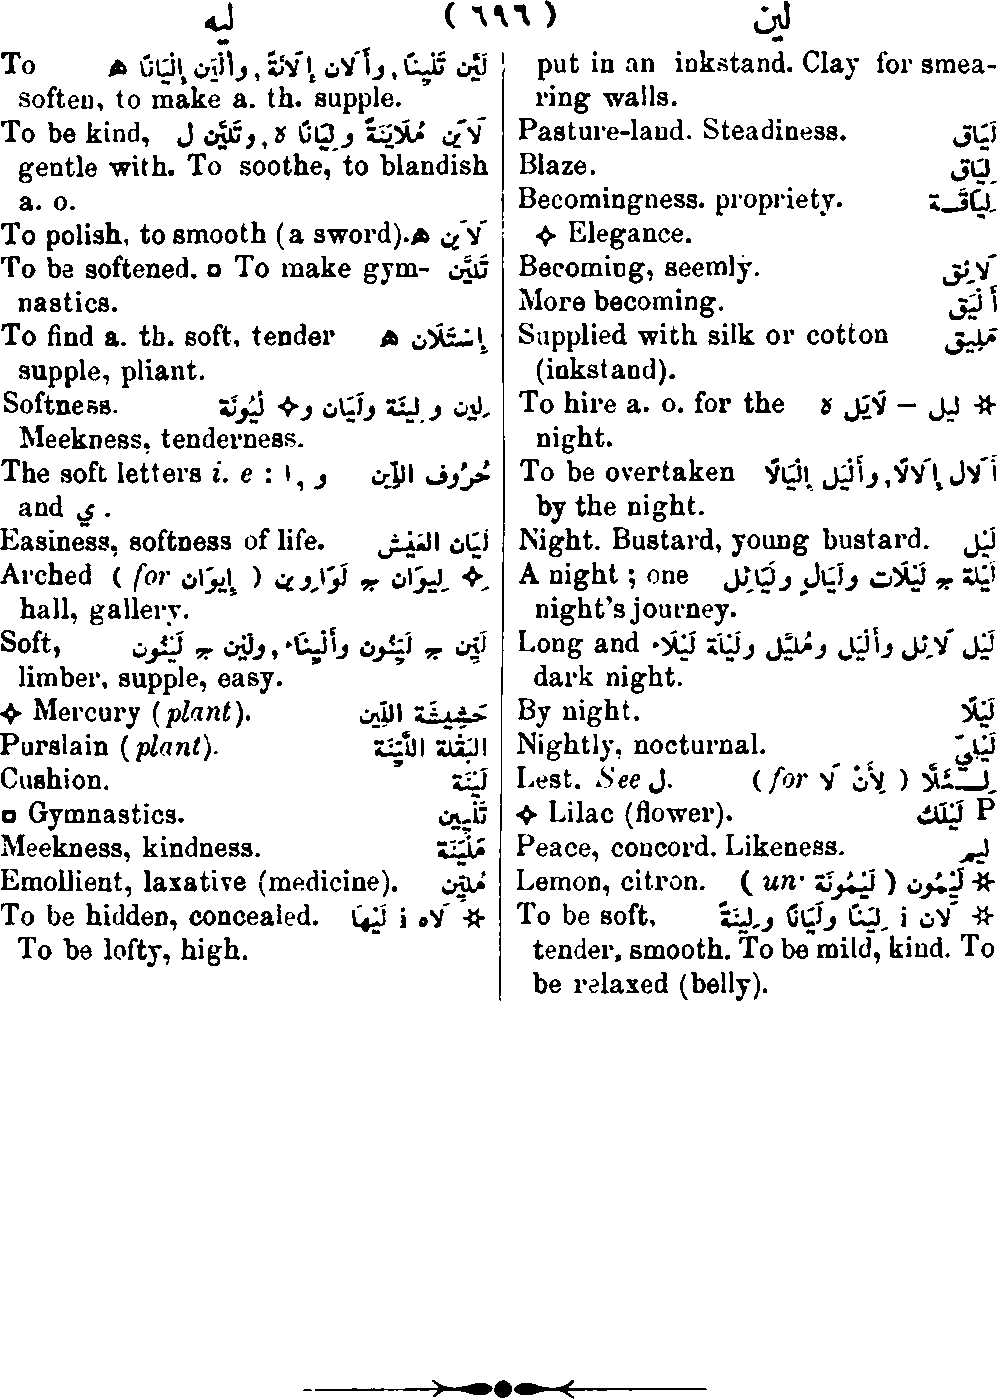 ليه ( ٦٩٦ ) لين
put in an inkstand. Clay for smea-
ring walls.
Pasture-land. Steadiness. لَيَاق
Blaze. لِيَاق
Becomingness. propriety. لِيَاقَة
✧ Elegance.
Becoming, seemly. لَائِق
More becoming. أَلْيَق
Supplied with silk or cotton مَلِيق
(inkstand).
To hire a. o. for the ✲ ليل – لَايَل ه
night.
To be overtaken أَلَال إِلَالًا, وأَلْيَل إِلْيَالًا
by the night.
Night. Bustard, young bustard. لَيْل
A night ; one لَيْلَة ج لَيْلَات ولَيَالٍ ولَيَائِل
night's journey.
Long and لَيْل لَائِل وأَلْيَل ومُلَيَّل ولَيْلَة لَيْلَاء
dark night.
By night. لَيْلًا
Nightly, nocturnal. لَيْلِيّ
Lest. See ل. لِئَلَّا ( for لِأَنْ لَا )
✧ Lilac (flower). P لَيْلَك
Peace, concord. Likeness. لِيم
Lemon, citron. ✲ لَيْمُون ( un· لَيْمُونَة )
To be soft, ✲ لَان i لِينًا ولَيَانًا ولِينَةً
tender, smooth. To be mild, kind. To
be relaxed (belly).
To لَيَّن تَلْيِينًا, وأَلَان إِلَانَةً, وأَلْيَن إِلْيَانًا ه
soften, to make a. th. supple.
To be kind, لَايَن مُلَايَنَةً ولِيَانًا ه, وتَلَيَّن ل
gentle with. To soothe, to blandish
a. o.
To polish, to smooth (a sword). لَايَن ه
To be softened. ▫ To make gym- تَلَيَّن
nastics.
To find a. th. soft, tender إِسْتَلَان ه
supple, pliant.
Softness. لِين ولِينَة ولَيَان و✧ لُيُونَة
Meekness, tenderness.
The soft letters i. e : ا, و حُرُوف اللِّين
and ي .
Easiness, softness of life. لَيَان العَيْش
Arched ( for إِيوَان ) ✧ لِيوَان ج لَوَاوِين
hall, gallery.
Soft, لَيِّن ج لَيِّنُون وأَلْيِنَاء, ولَيْن ج لَيْنُون
limber, supple, easy.
✧ Mercury (plant). حَشِيشَة اللِّين
Purslain (plant). البَقْلَة اللَّيِّنَة
Cushion. لَيْنَة
▫ Gymnastics. تَلْيِين
Meekness, kindness. مَلْيَنَة
Emollient, laxative (medicine). مُلَيِّن
To be hidden, concealed. ✲ لَاه i لَيْهًا
To be lofty, high.